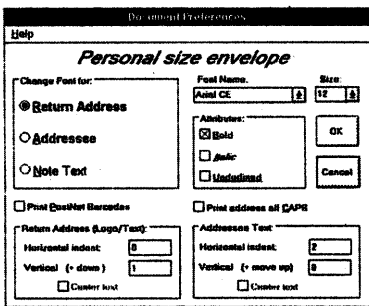 Document Preferences
Help
Personal size envelope
Change Font for:
Return Address
Addressee
Note Text
Font Name:
Arial CE
Size:
12
Attributes:
Bold
Italic
Underlined
OK
Cancel
Print PostNet Barcodes
Print address all CAPS
Return Address (Logo/Text):
Horizontal indent:
Vertical (+ down)
1
Center text
Addressee Text
Horizontal indent:
2
Vertical (+ move up)
Center text